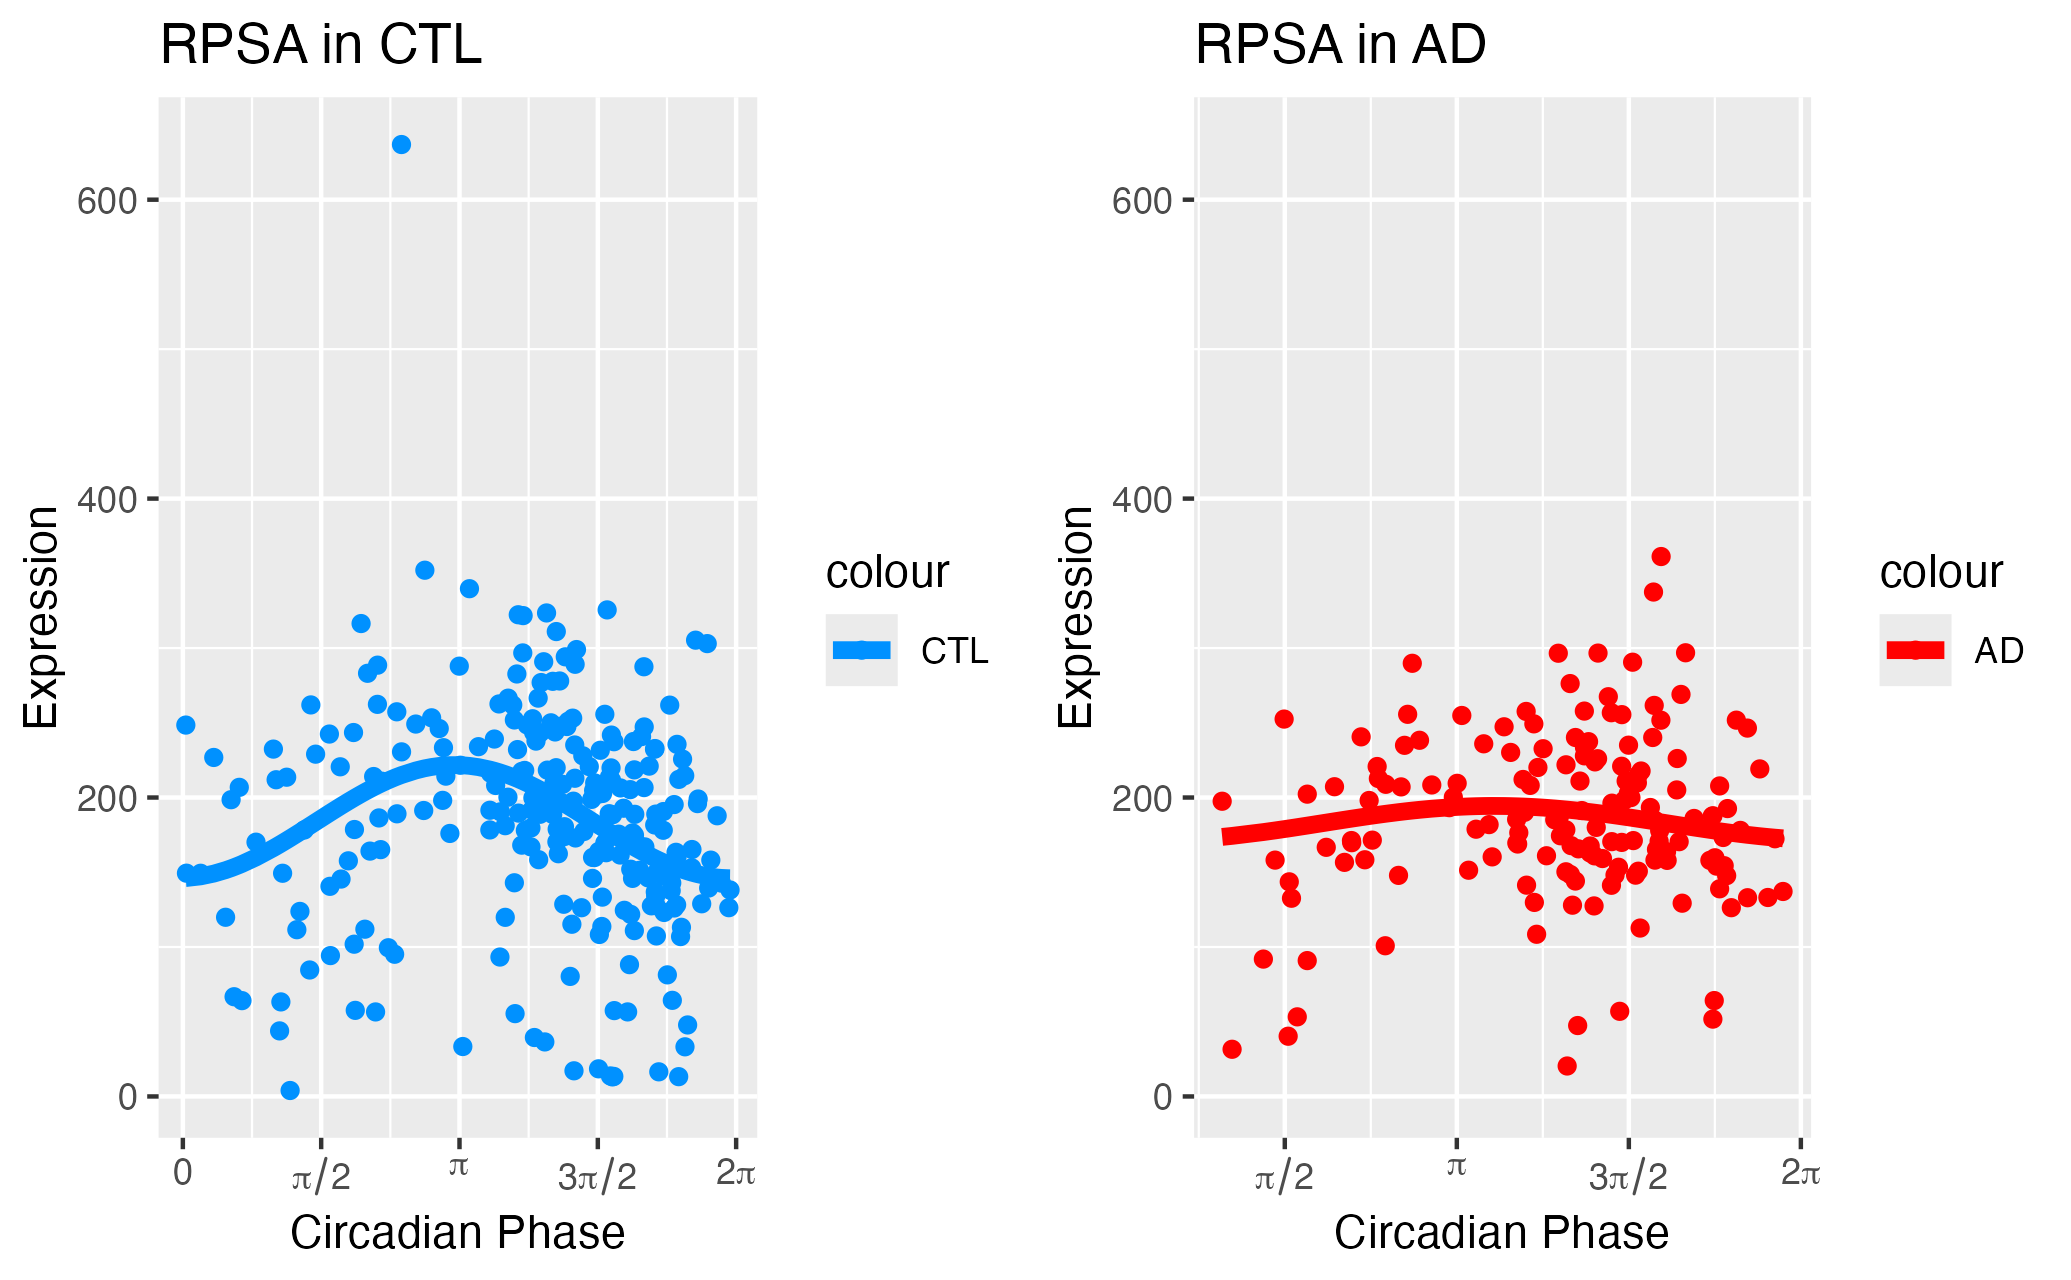 RPSA in CTL
Expression
600
400
200
0
0 π/2 π 3π/2 2π
Circadian Phase
colour
CTL
RPSA in AD
Expression
600
400
200
0
π/2 π 3π/2 2π
Circadian Phase
colour
AD